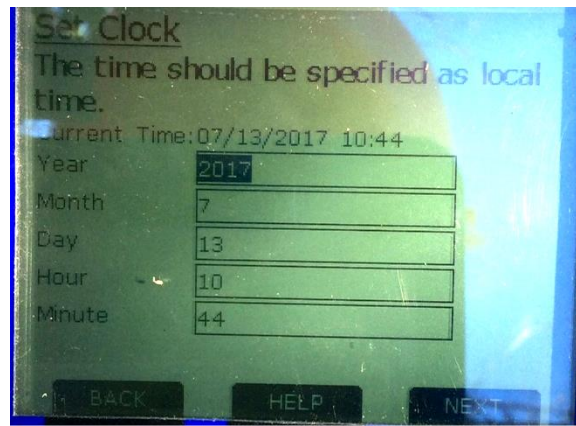 Set Clock
The time should be specified as local
time.
Current Time:07/13/2017 10:44
Year 2017
Month 7
Day 13
Hour 10
Minute 44
BACK HELP NEXT